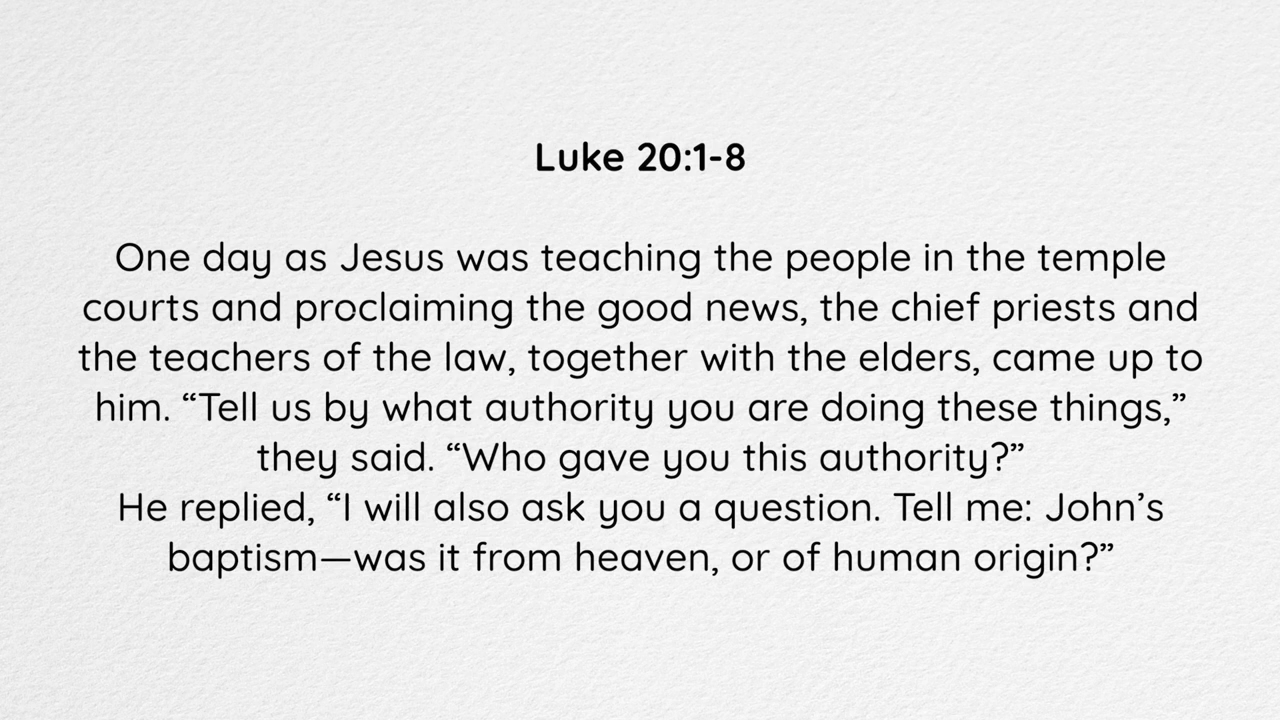 Luke 20:1-8
One day as Jesus was teaching the people in the temple
courts and proclaiming the good news, the chief priests and
the teachers of the law, together with the elders, came up to
him. “Tell us by what authority you are doing these things,”
they said. “Who gave you this authority?”
He replied, “I will also ask you a question. Tell me: John’s
baptism—was it from heaven, or of human origin?”